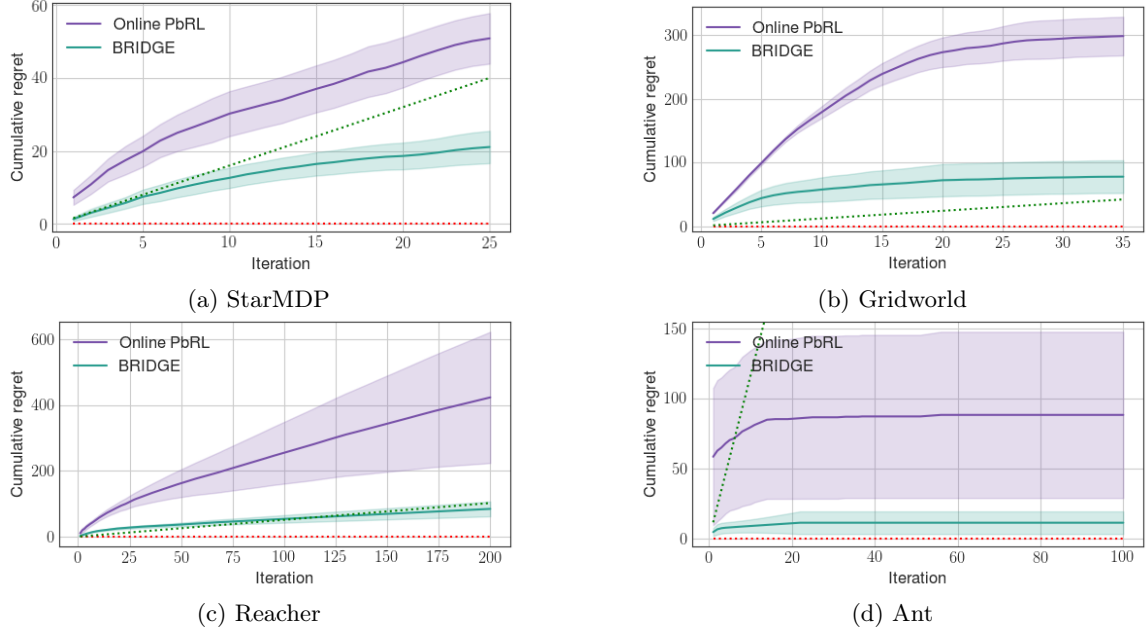 60
40
20
0
Cumulative regret
Online PbRL
BRIDGE
0 5 10 15 20 25
Iteration
(a) StarMDP
300
200
100
0
Cumulative regret
Online PbRL
BRIDGE
0 5 10 15 20 25 30 35
Iteration
(b) Gridworld
600
400
200
0
Cumulative regret
Online PbRL
BRIDGE
0 25 50 75 100 125 150 175 200
Iteration
(c) Reacher
150
100
50
0
Cumulative regret
Online PbRL
BRIDGE
0 20 40 60 80 100
Iteration
(d) Ant